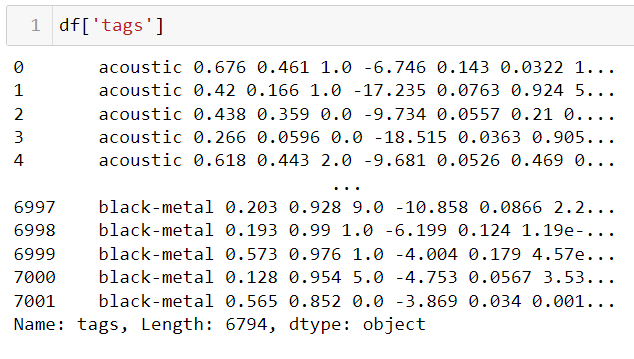 1 df['tags']
0 acoustic 0.676 0.461 1.0 -6.746 0.143 0.0322 1...
1 acoustic 0.42 0.166 1.0 -17.235 0.0763 0.924 5...
2 acoustic 0.438 0.359 0.0 -9.734 0.0557 0.21 0....
3 acoustic 0.266 0.0596 0.0 -18.515 0.0363 0.905...
4 acoustic 0.618 0.443 2.0 -9.681 0.0526 0.469 0...
...
6997 black-metal 0.203 0.928 9.0 -10.858 0.0866 2.2...
6998 black-metal 0.193 0.99 1.0 -6.199 0.124 1.19e-...
6999 black-metal 0.573 0.976 1.0 -4.004 0.179 4.57e...
7000 black-metal 0.128 0.954 5.0 -4.753 0.0567 3.53...
7001 black-metal 0.565 0.852 0.0 -3.869 0.034 0.001...
Name: tags, Length: 6794, dtype: object